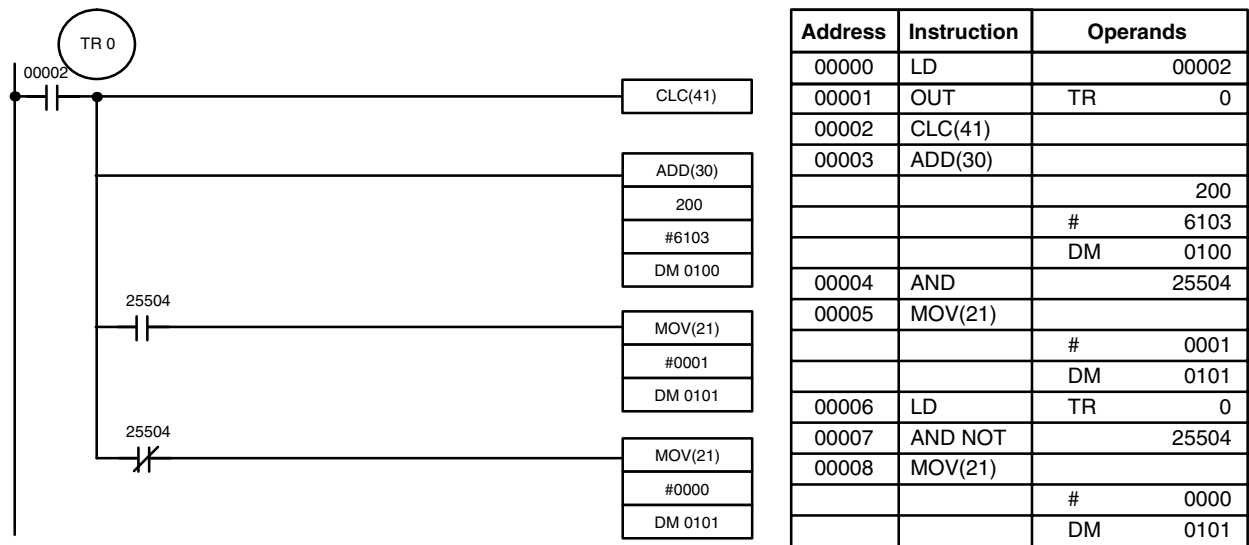 TR 0
00002
CLC(41)
ADD(30)
200
#6103
DM 0100
25504
MOV(21)
#0001
DM 0101
25504
MOV(21)
#0000
DM 0101
Address Instruction Operands
00000 LD 00002
00001 OUT TR 0
00002 CLC(41)
00003 ADD(30)
200
# 6103
DM 0100
00004 AND 25504
00005 MOV(21)
# 0001
DM 0101
00006 LD TR 0
00007 AND NOT 25504
00008 MOV(21)
# 0000
DM 0101